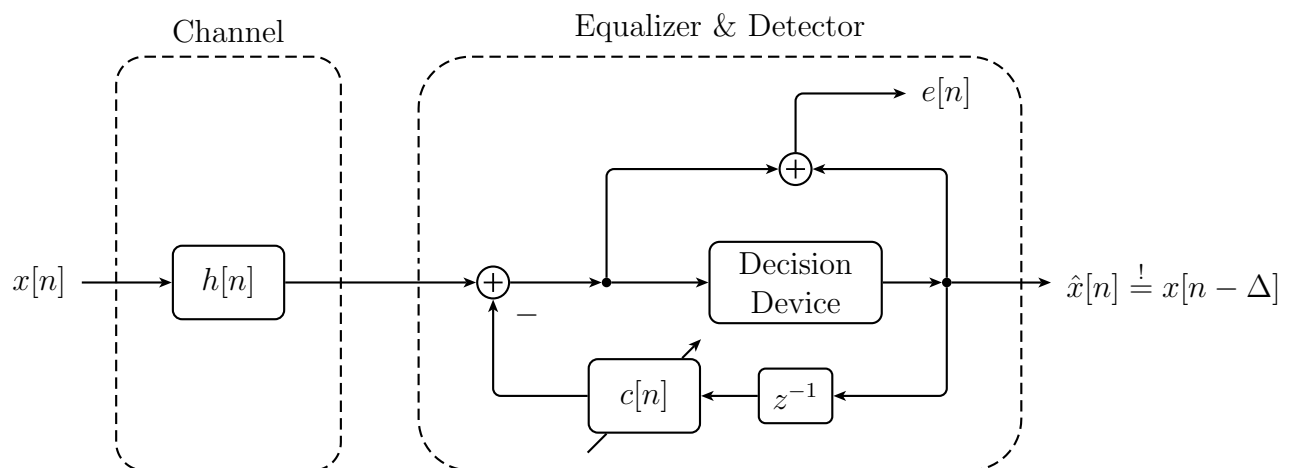 Channel
Equalizer & Detector
e[n]
+
x[n]
h[n]
+
−
Decision
Device
x̂[n] =! x[n − Δ]
c[n]
z⁻¹